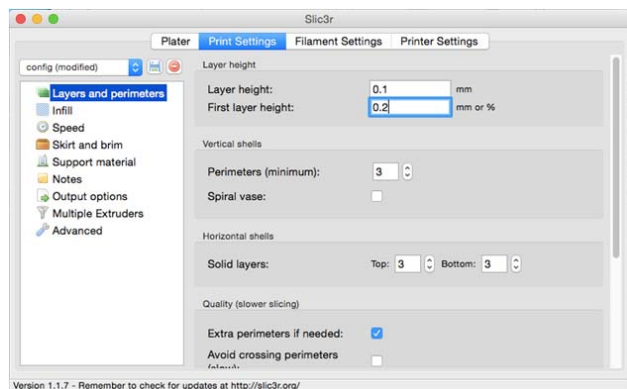 Slic3r
Plater Print Settings Filament Settings Printer Settings
config (modified)
Layers and perimeters
Infill
Speed
Skirt and brim
Support material
Notes
Output options
Multiple Extruders
Advanced
Layer height
Layer height: 0.1 mm
First layer height: 0.2 mm or %
Vertical shells
Perimeters (minimum): 3
Spiral vase:
Horizontal shells
Solid layers: Top: 3 Bottom: 3
Quality (slower slicing)
Extra perimeters if needed:
Avoid crossing perimeters
Version 1.1.7 - Remember to check for updates at http://slic3r.org/